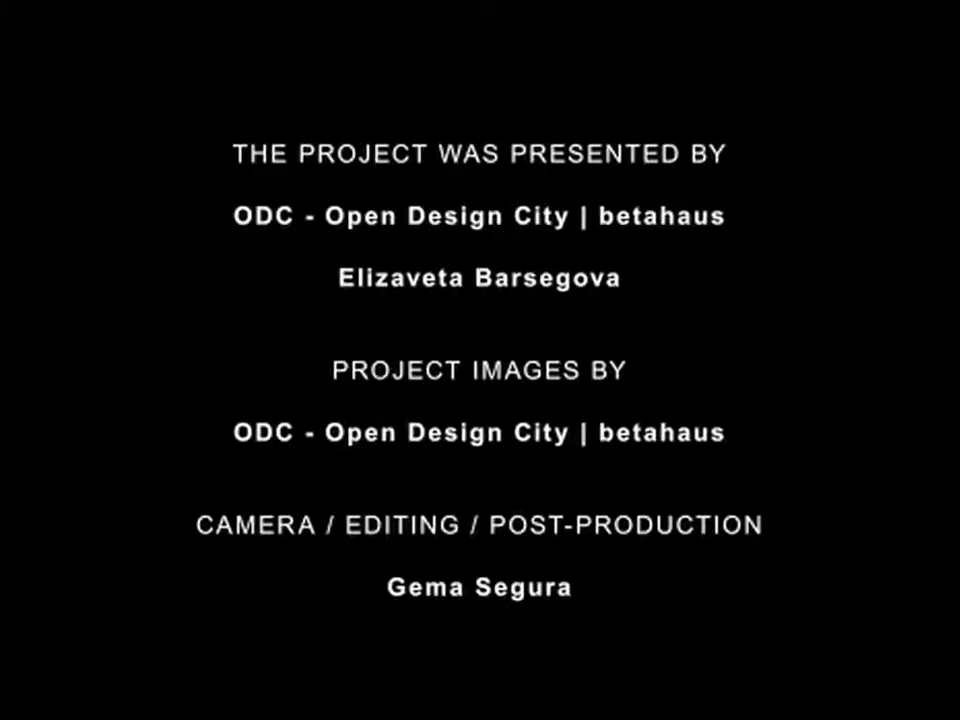 THE PROJECT WAS PRESENTED BY
ODC - Open Design City | betahaus
Elizaveta Barsegova
PROJECT IMAGES BY
ODC - Open Design City | betahaus
CAMERA / EDITING / POST-PRODUCTION
Gema Segura